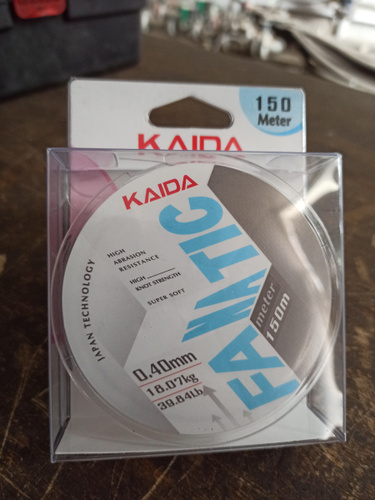 150
Meter
KAIDA
KAIDA
FANATIC
HIGH
ABRASION
RESISTANCE
HIGH
KNOT STRENGTH
SUPER SOFT
JAPAN TECHNOLOGY
meter
150m
0.40mm
18.07kg
39.84Lb